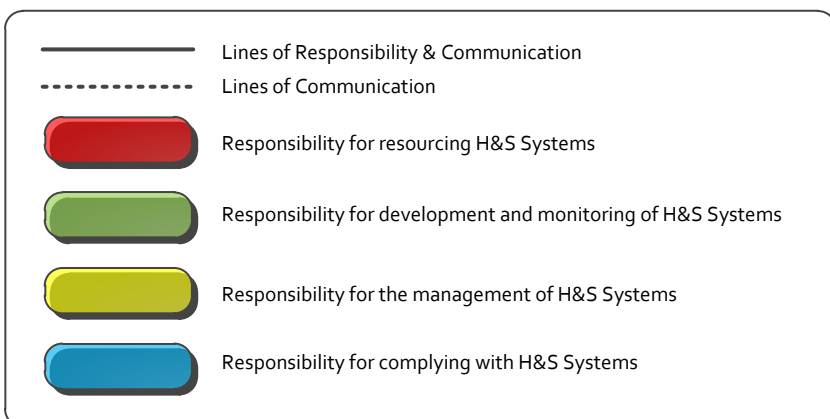 Lines of Responsibility & Communication
Lines of Communication
Responsibility for resourcing H&S Systems
Responsibility for development and monitoring of H&S Systems
Responsibility for the management of H&S Systems
Responsibility for complying with H&S Systems